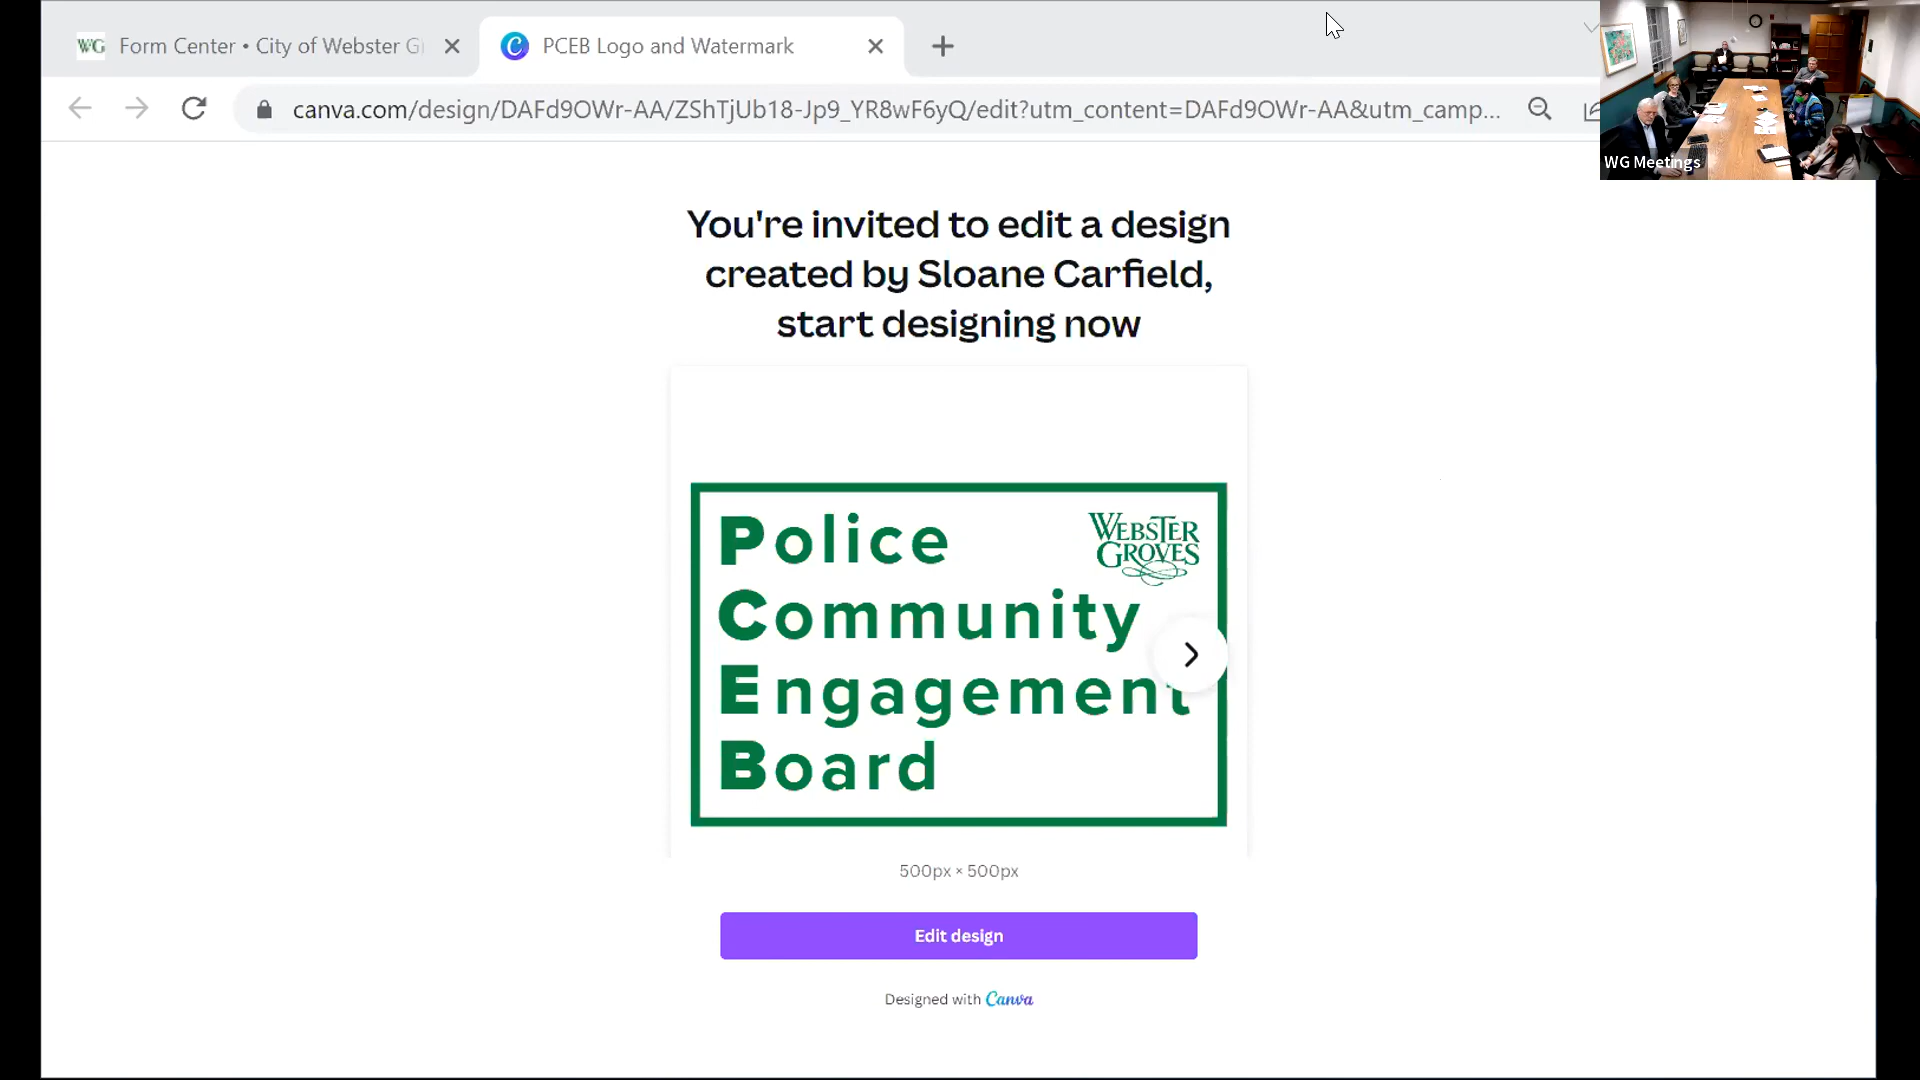 WG Form Center • City of Webster G
PCEB Logo and Watermark
canva.com/design/DAFd9OWr-AA/ZShTjUb18-Jp9_YR8wF6yQ/edit?utm_content=DAFd9OWr-AA&utm_camp...
WG Meetings
You're invited to edit a design
created by Sloane Carfield,
start designing now
Police
WEBSTER
GROVES
Community
Engagement
Board
500px × 500px
Edit design
Designed with Canva